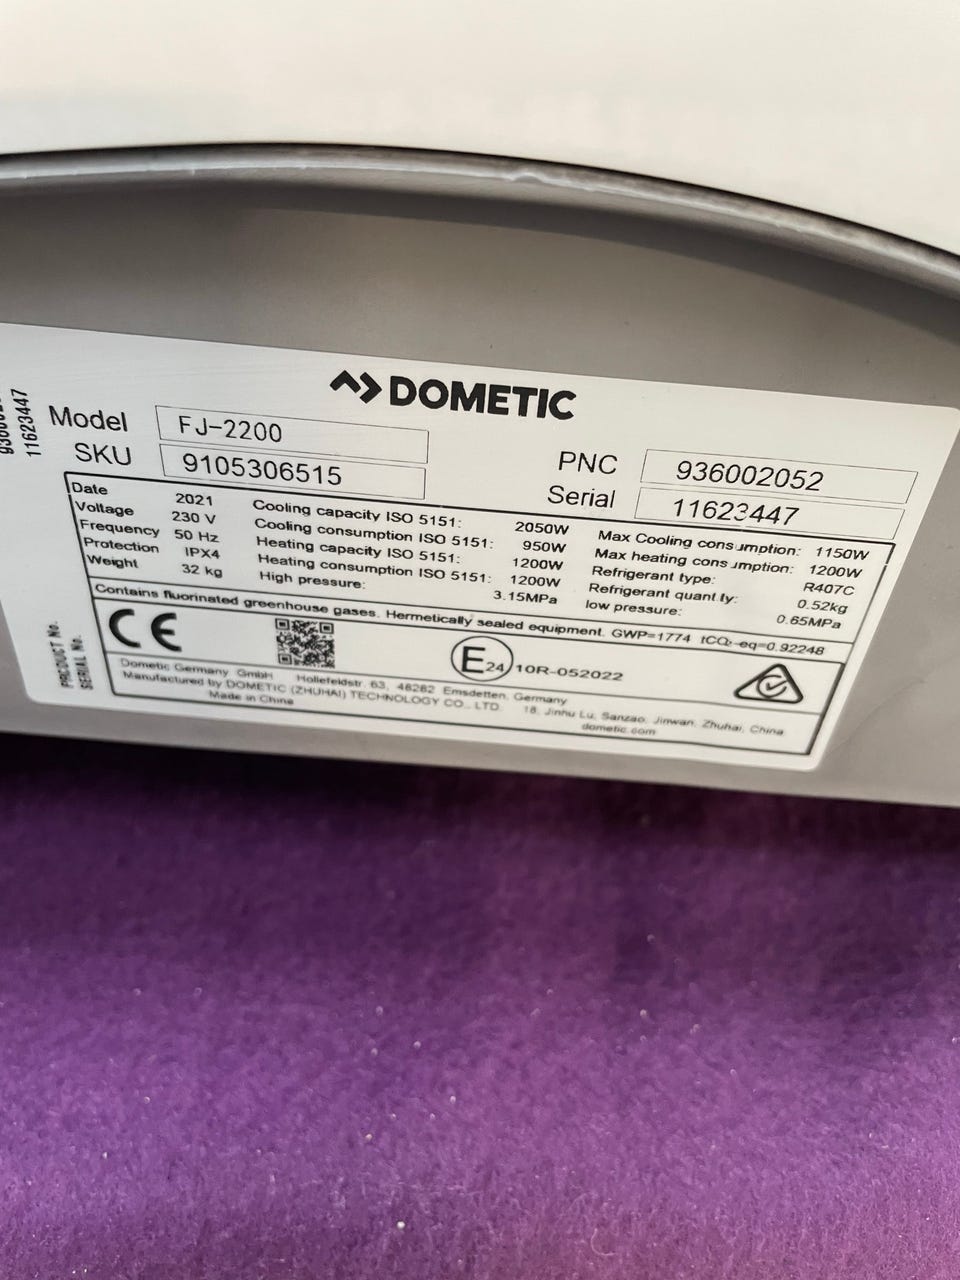 DOMETIC
Model FJ-2200
SKU 9105306515
PNC 936002052
Serial 11623447
11623447
Date 2021
Voltage 230 V
Frequency 50 Hz
Protection IPX4
Weight 32 kg
Cooling capacity ISO 5151: 2050W
Cooling consumption ISO 5151: 950W
Heating capacity ISO 5151: 1200W
Heating consumption ISO 5151: 1200W
High pressure: 3.15MPa
Max Cooling consumption: 1150W
Max heating consumption: 1200W
Refrigerant type: R407C
Refrigerant quantity: 0.52kg
low pressure: 0.65MPa
Contains fluorinated greenhouse gases. Hermetically sealed equipment. GWP=1774 tCO₂-eq=0.92248
CE
E24 10R-052022
Dometic Germany GmbH Hollefeldstr. 63, 48282 Emsdetten, Germany
Manufactured by DOMETIC (ZHUHAI) TECHNOLOGY CO., LTD. 18, Jinhu Lu, Sanzao, Jinwan, Zhuhai, China
Made in China dometic.com
PRODUCT No.
SERIAL No.